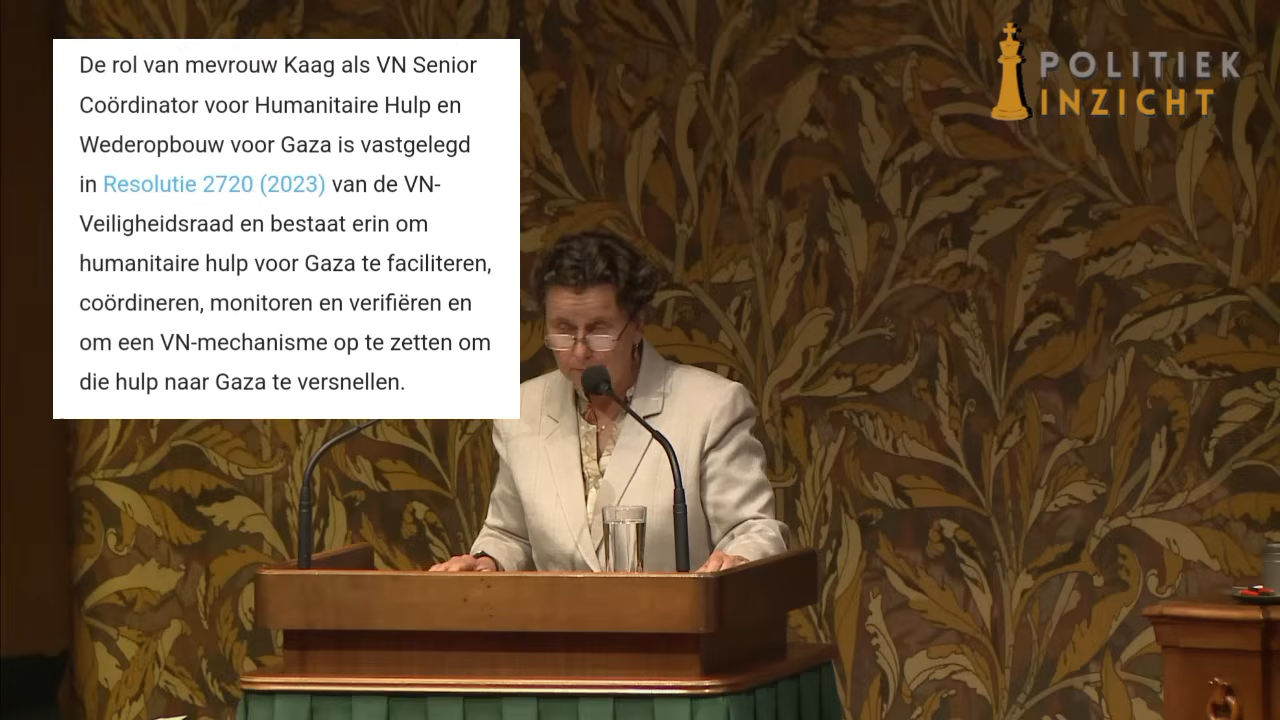 De rol van mevrouw Kaag als VN Senior
Coördinator voor Humanitaire Hulp en
Wederopbouw voor Gaza is vastgelegd
in Resolutie 2720 (2023) van de VN-
Veiligheidsraad en bestaat erin om
humanitaire hulp voor Gaza te faciliteren,
coördineren, monitoren en verifiëren en
om een VN-mechanisme op te zetten om
die hulp naar Gaza te versnellen.
POLITIEK
INZICHT